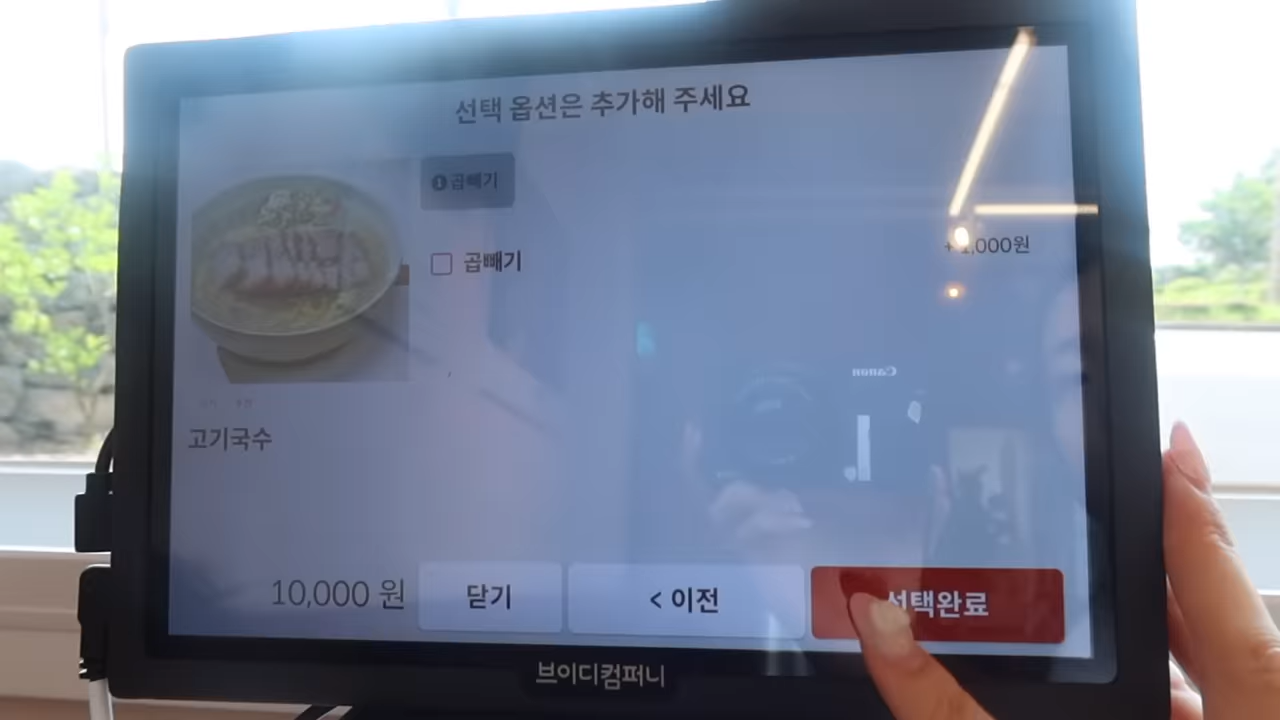 선택 옵션은 추가해 주세요
곱빼기
곱빼기
+1,000원
Canon
고기국수
10,000 원
닫기
< 이전
선택완료
브이디컴퍼니